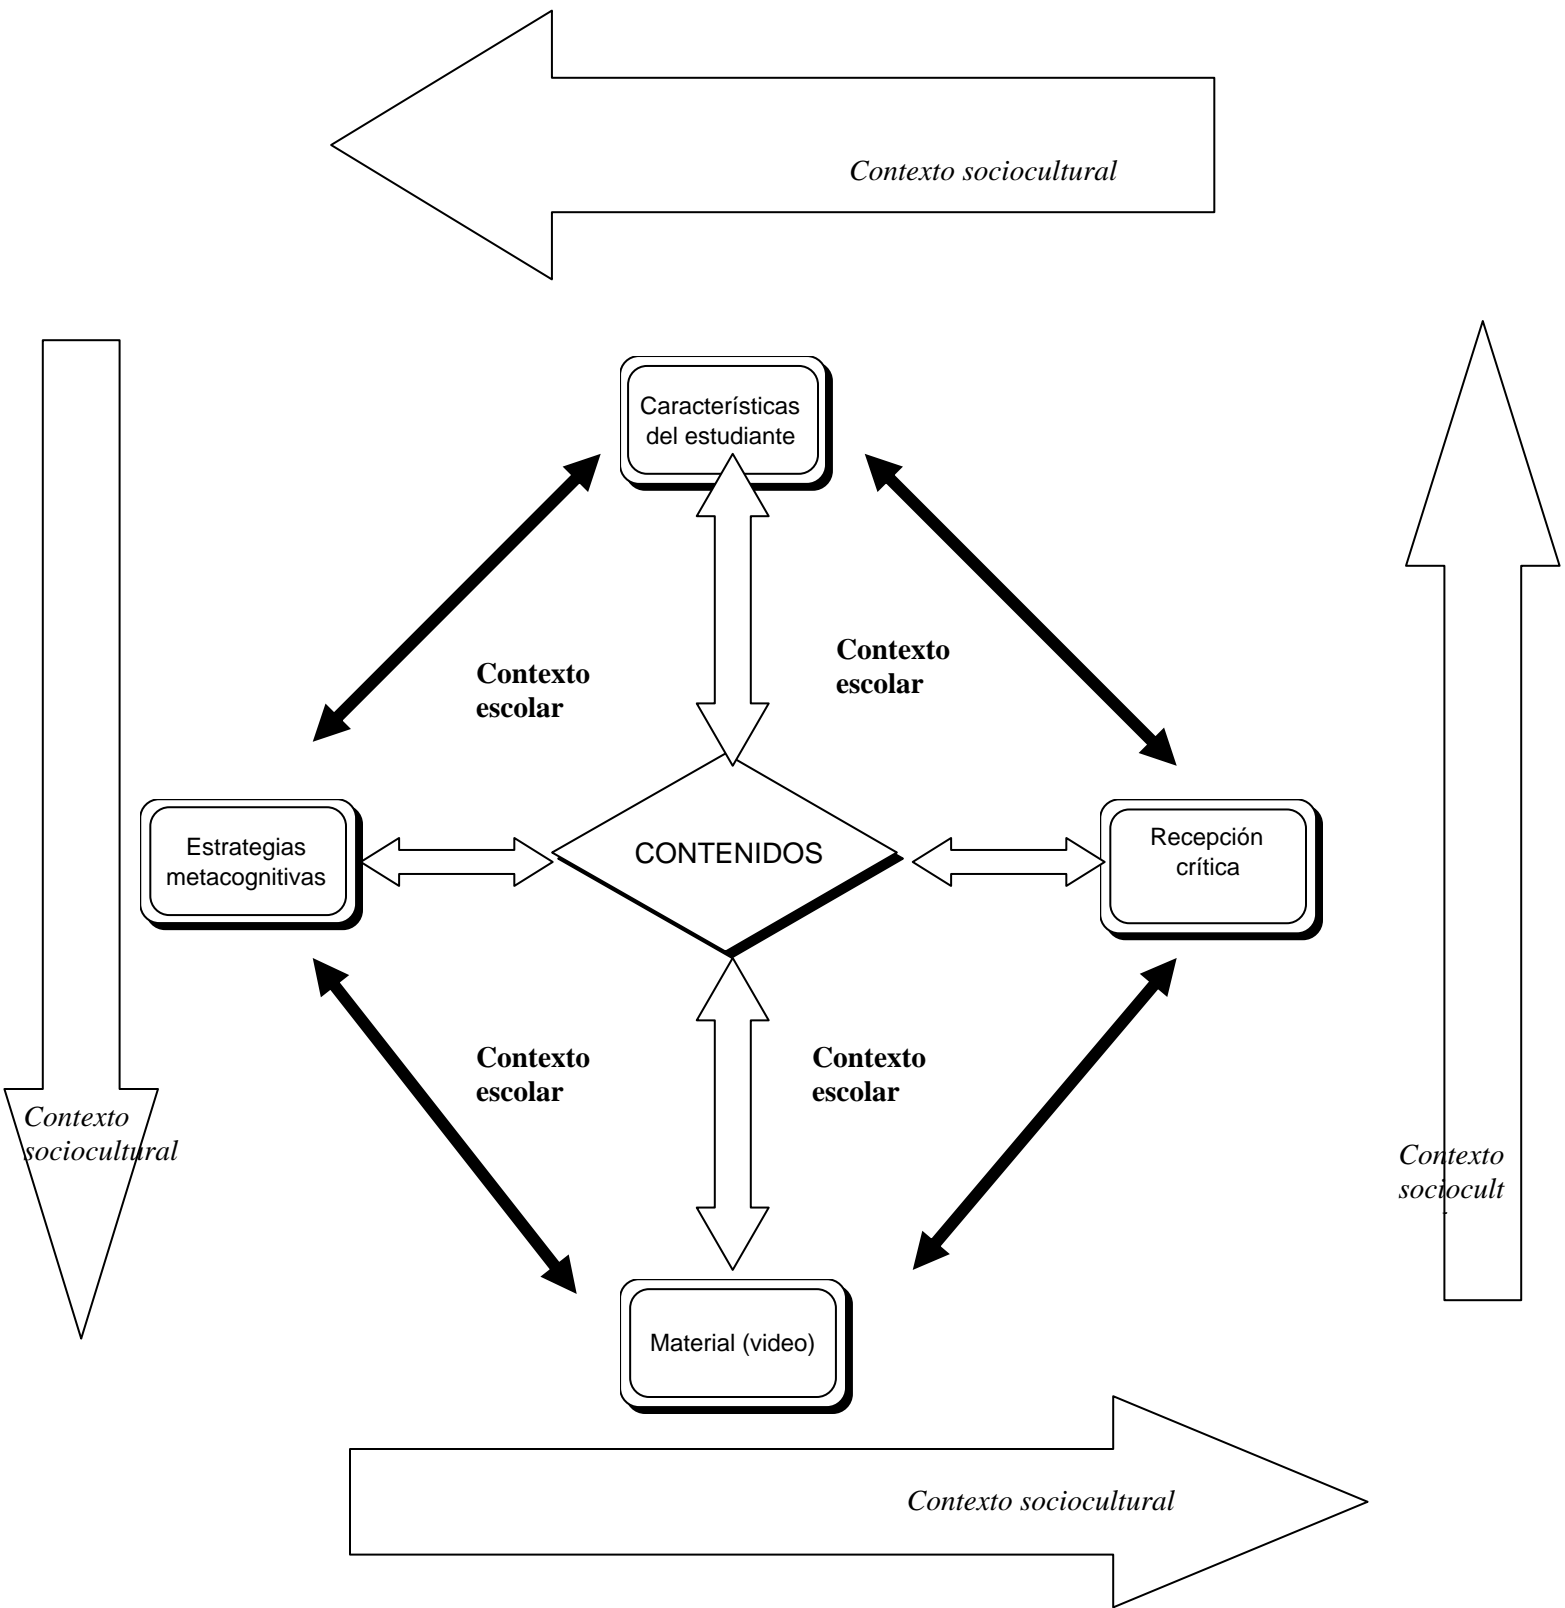 Contexto sociocultural
Características
del estudiante
Contexto
escolar
Contexto
escolar
Estrategias
metacognitivas
CONTENIDOS
Recepción
crítica
Contexto
escolar
Contexto
escolar
Contexto
sociocultural
Contexto
sociocult
Material (video)
Contexto sociocultural